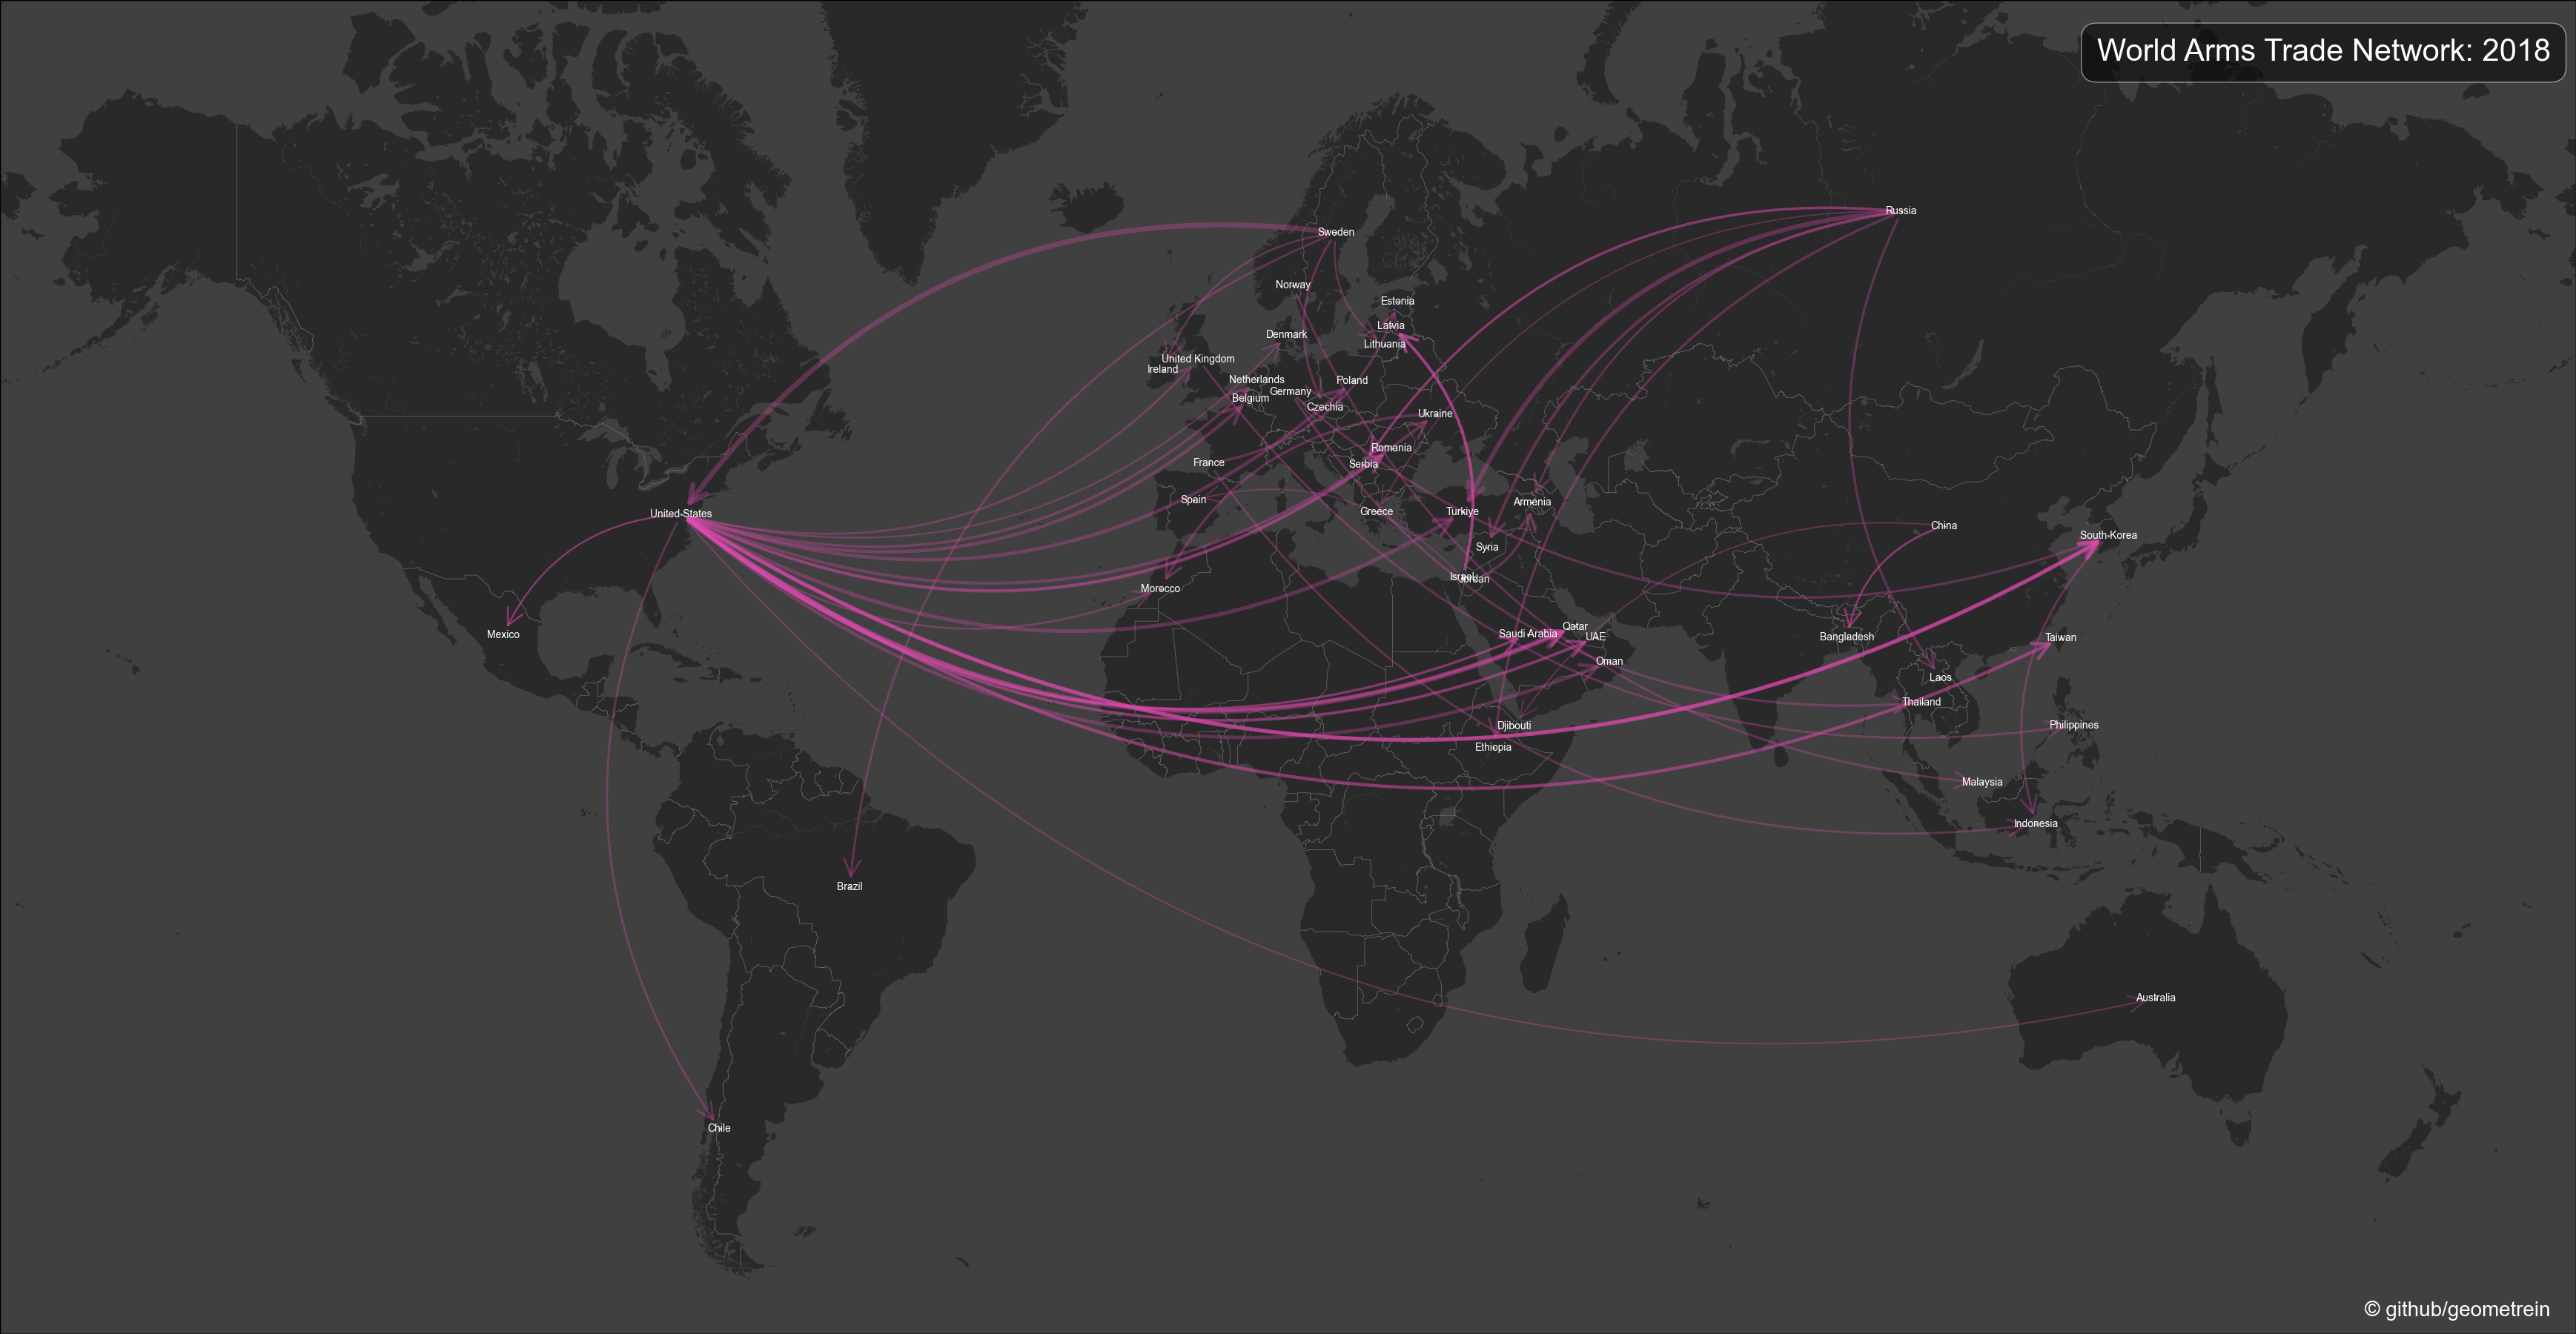 World Arms Trade Network: 2018
Russia
Sweden
Norway
Estonia
Latvia
Denmark
Lithuania
United Kingdom
Ireland
Netherlands
Poland
Germany
Belgium
Czechia
Ukraine
Romania
France
Serbia
Spain
Armenia
Greece
Turkiye
United States
China
South Korea
Syria
Israel
Jordan
Morocco
Qatar
Mexico
Saudi Arabia
UAE
Bangladesh
Taiwan
Oman
Laos
Thailand
Djibouti
Philippines
Ethiopia
Malaysia
Indonesia
Brazil
Australia
Chile
© github/geometrein